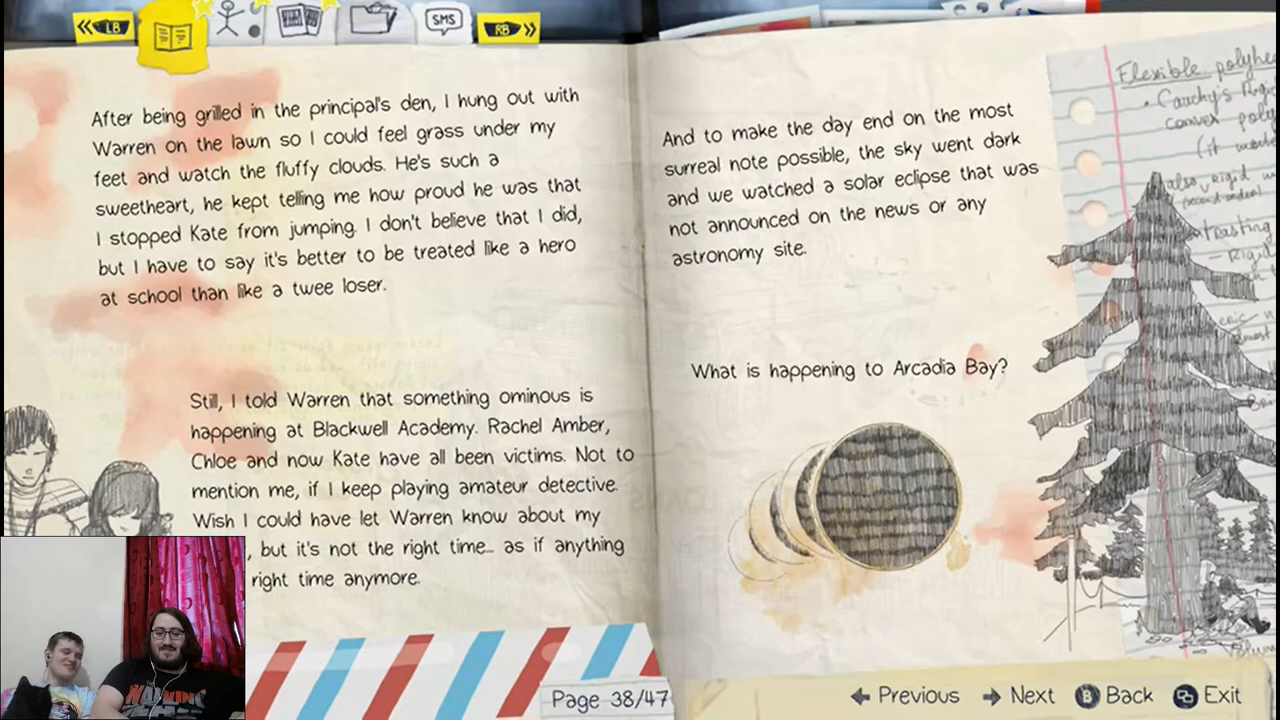 LB
SMS
RB
After being grilled in the principal's den, I hung out with
Warren on the lawn so I could feel grass under my
feet and watch the fluffy clouds. He's such a
sweetheart, he kept telling me how proud he was that
I stopped Kate from jumping. I don't believe that I did,
but I have to say it's better to be treated like a hero
at school than like a twee loser.
Still, I told Warren that something ominous is
happening at Blackwell Academy. Rachel Amber,
Chloe and now Kate have all been victims. Not to
mention me, if I keep playing amateur detective.
Wish I could have let Warren know about my
, but it's not the right time... as if anything
right time anymore.
And to make the day end on the most
surreal note possible, the sky went dark
and we watched a solar eclipse that was
not announced on the news or any
astronomy site.
What is happening to Arcadia Bay?
Flexible
Cauchy's
(it
also rigid
Page 38/47
Previous
Next
B Back
Exit